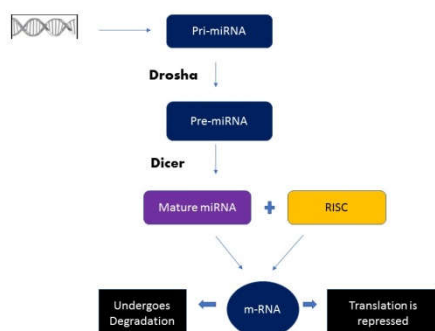 Pri-miRNA
Drosha
Pre-miRNA
Dicer
Mature miRNA
RISC
Undergoes
Degradation
m-RNA
Translation is
repressed